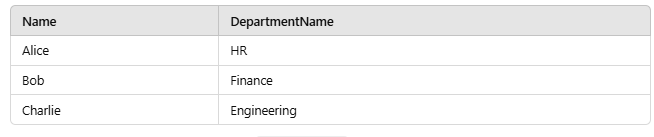 Name DepartmentName
Alice HR
Bob Finance
Charlie Engineering